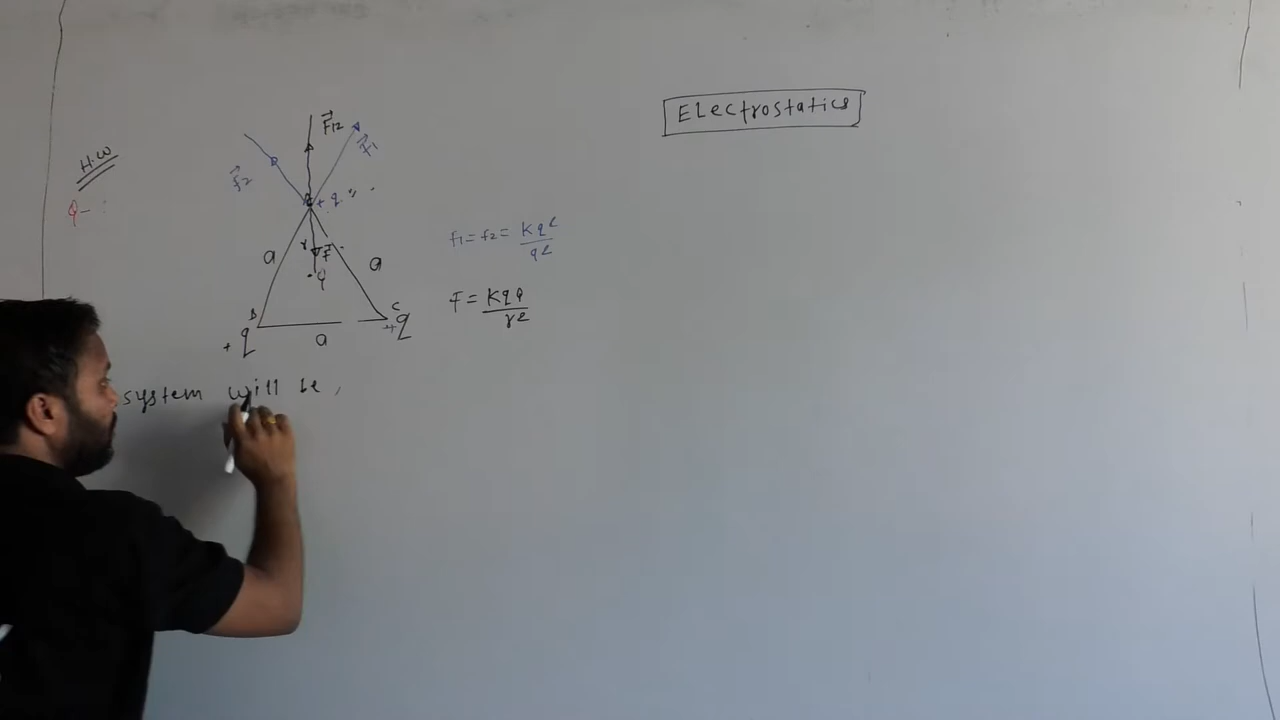 Electrostatics
H.W
Q-
F12
F1
f2
+q
a
a
r
F
q
B
C
+q
+q
a
f1=f2= Kq²
a²
F = Kqq
r²
system will be,